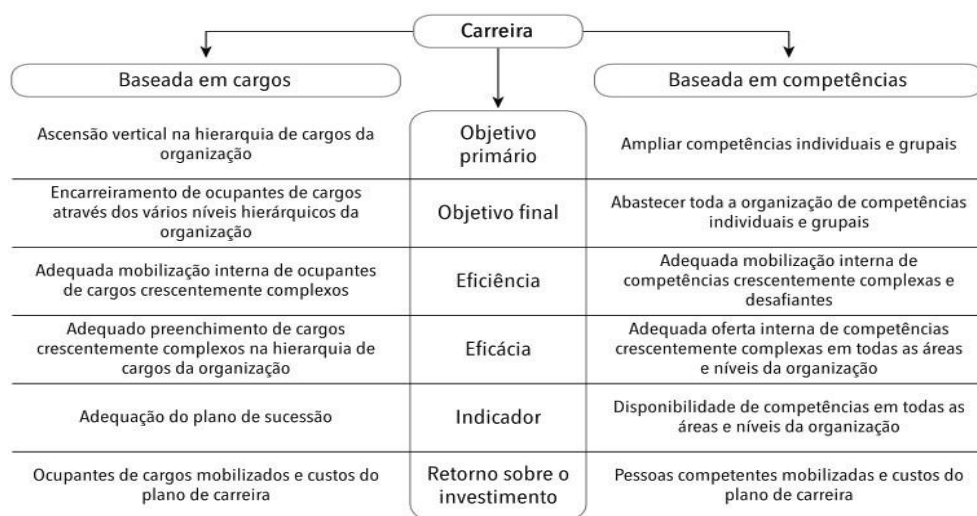 Carreira
Baseada em cargos
Baseada em competências
Ascensão vertical na hierarquia de cargos da
organização
Objetivo
primário
Ampliar competências individuais e grupais
Encarreiramento de ocupantes de cargos
através dos vários níveis hierárquicos da
organização
Objetivo final
Abastecer toda a organização de competências
individuais e grupais
Adequada mobilização interna de ocupantes
de cargos crescentemente complexos
Eficiência
Adequada mobilização interna de
competências crescentemente complexas e
desafiantes
Adequado preenchimento de cargos
crescentemente complexos na hierarquia de
cargos da organização
Eficácia
Adequada oferta interna de competências
crescentemente complexas em todas as áreas
e níveis da organização
Adequação do plano de sucessão
Indicador
Disponibilidade de competências em todas as
áreas e níveis da organização
Ocupantes de cargos mobilizados e custos do
plano de carreira
Retorno sobre o
investimento
Pessoas competentes mobilizadas e custos do
plano de carreira